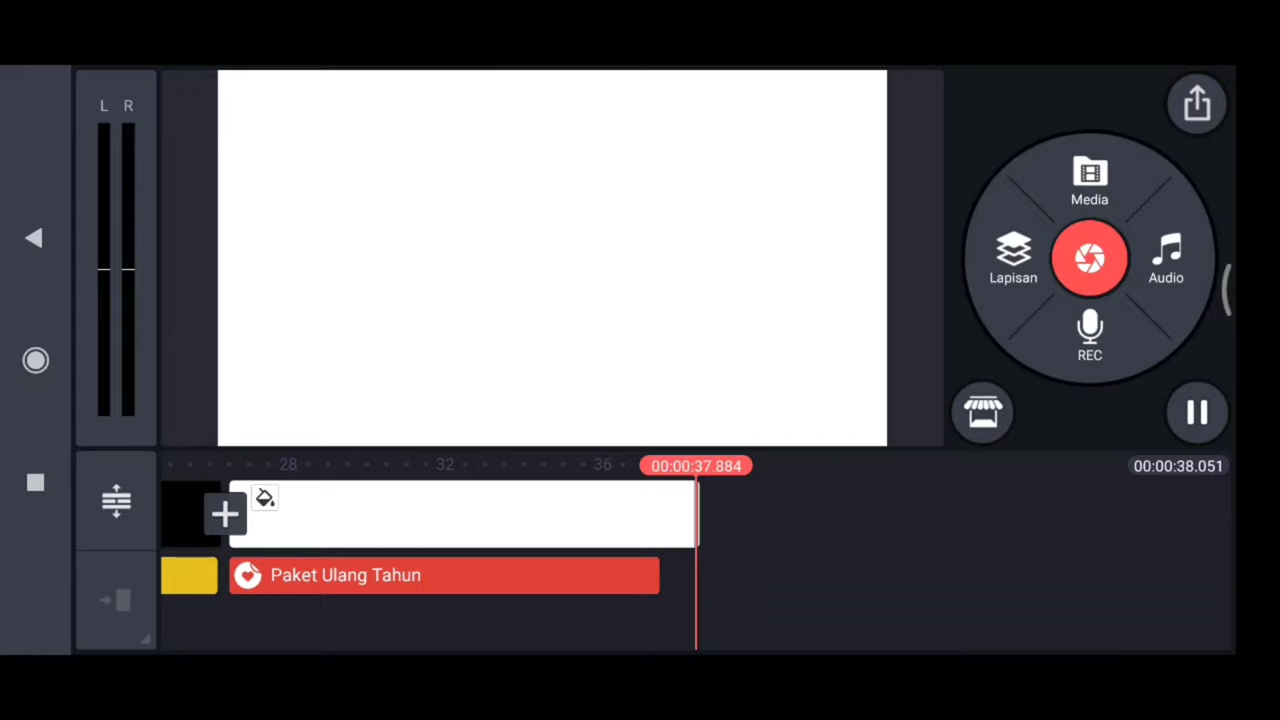 L R
Media
Lapisan
Audio
REC
28 32 36 00:00:37.884 00:00:38.051
Paket Ulang Tahun